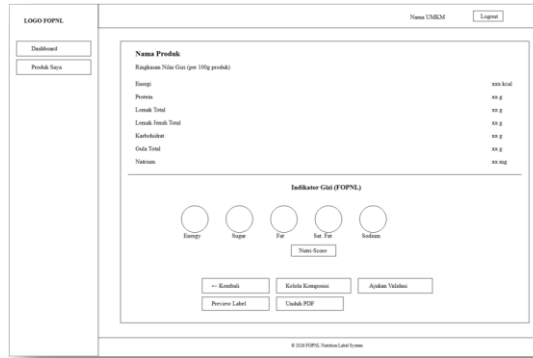 LOGO FOPNL
Nama UMKM
Logout
Dashboard
Produk Saya
Nama Produk
Ringkasan Nilai Gizi (per 100g produk)
Energi xxx kcal
Protein xx g
Lemak Total xx g
Lemak Jenuh Total xx g
Karbohidrat xx g
Gula Total xx g
Natrium xx mg
Indikator Gizi (FOPNL)
Energy Sugar Fat Sat. Fat Sodium
Nutri-Score
← Kembali Kelola Komposisi Ajukan Validasi
Preview Label Unduh PDF
© 2026 FOPNL Nutrition Label System